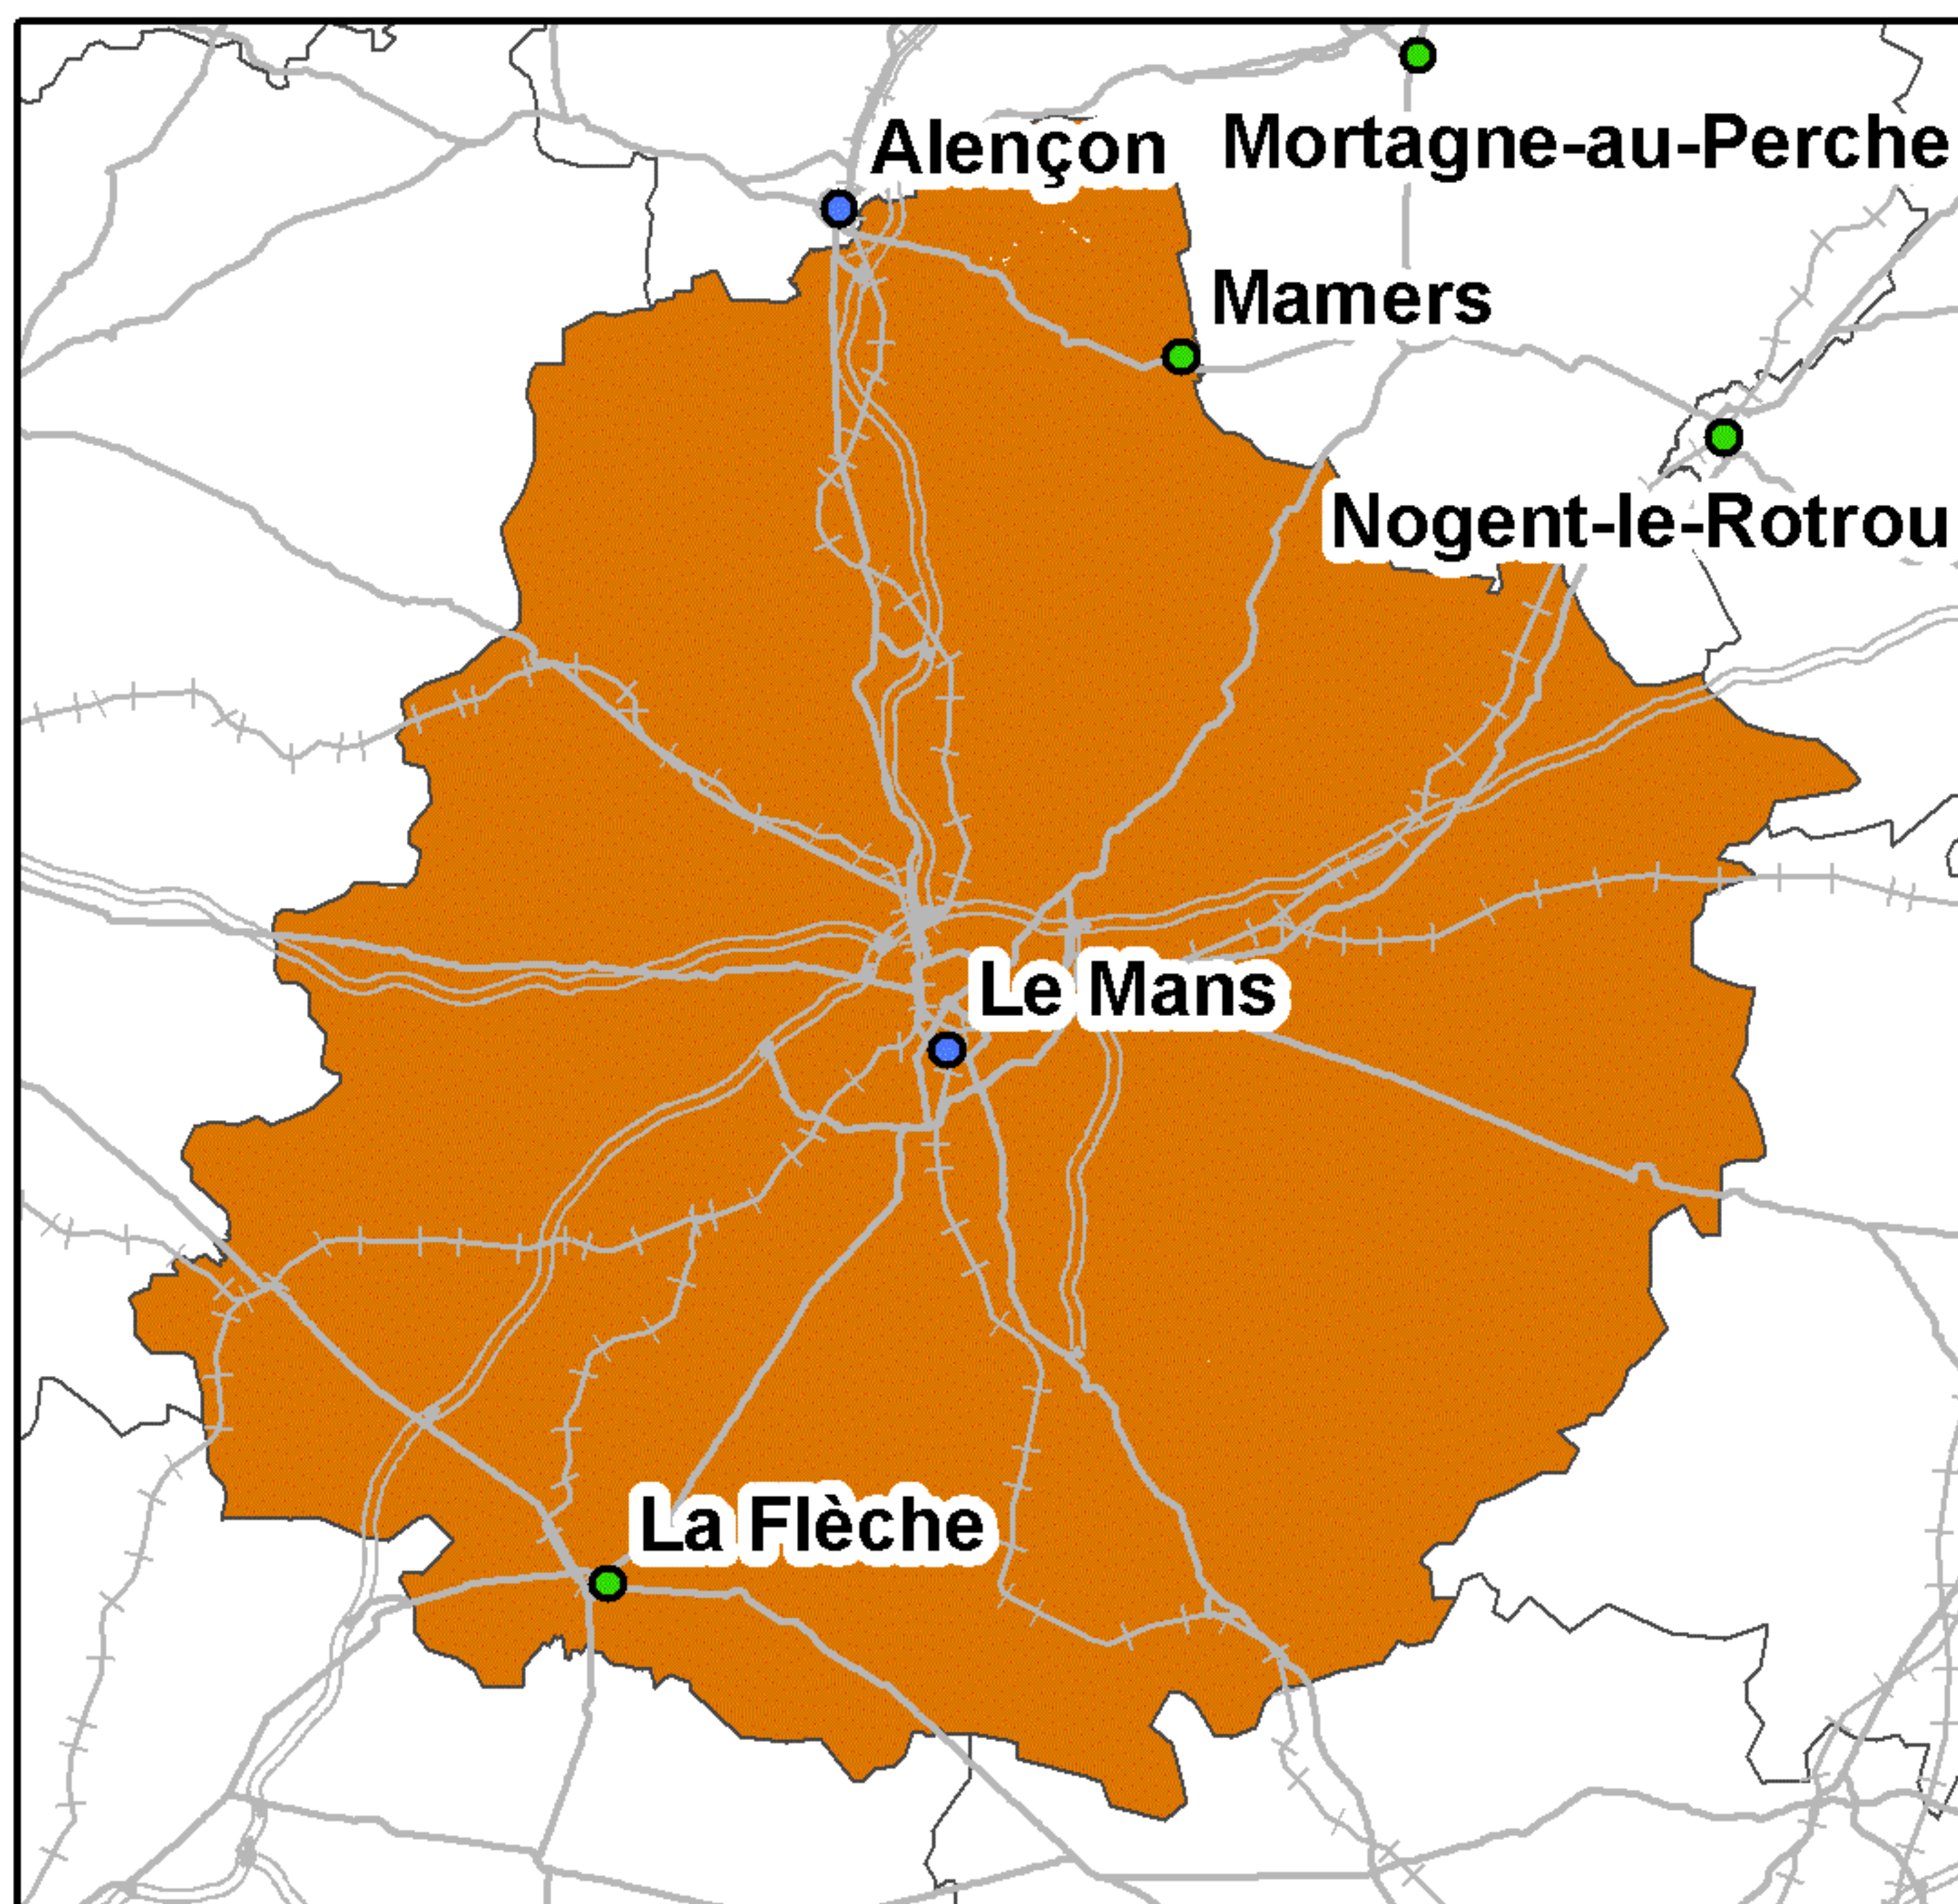 Alençon
Mortagne-au-Perche
Mamers
Nogent-le-Rotrou
Le Mans
La Flèche